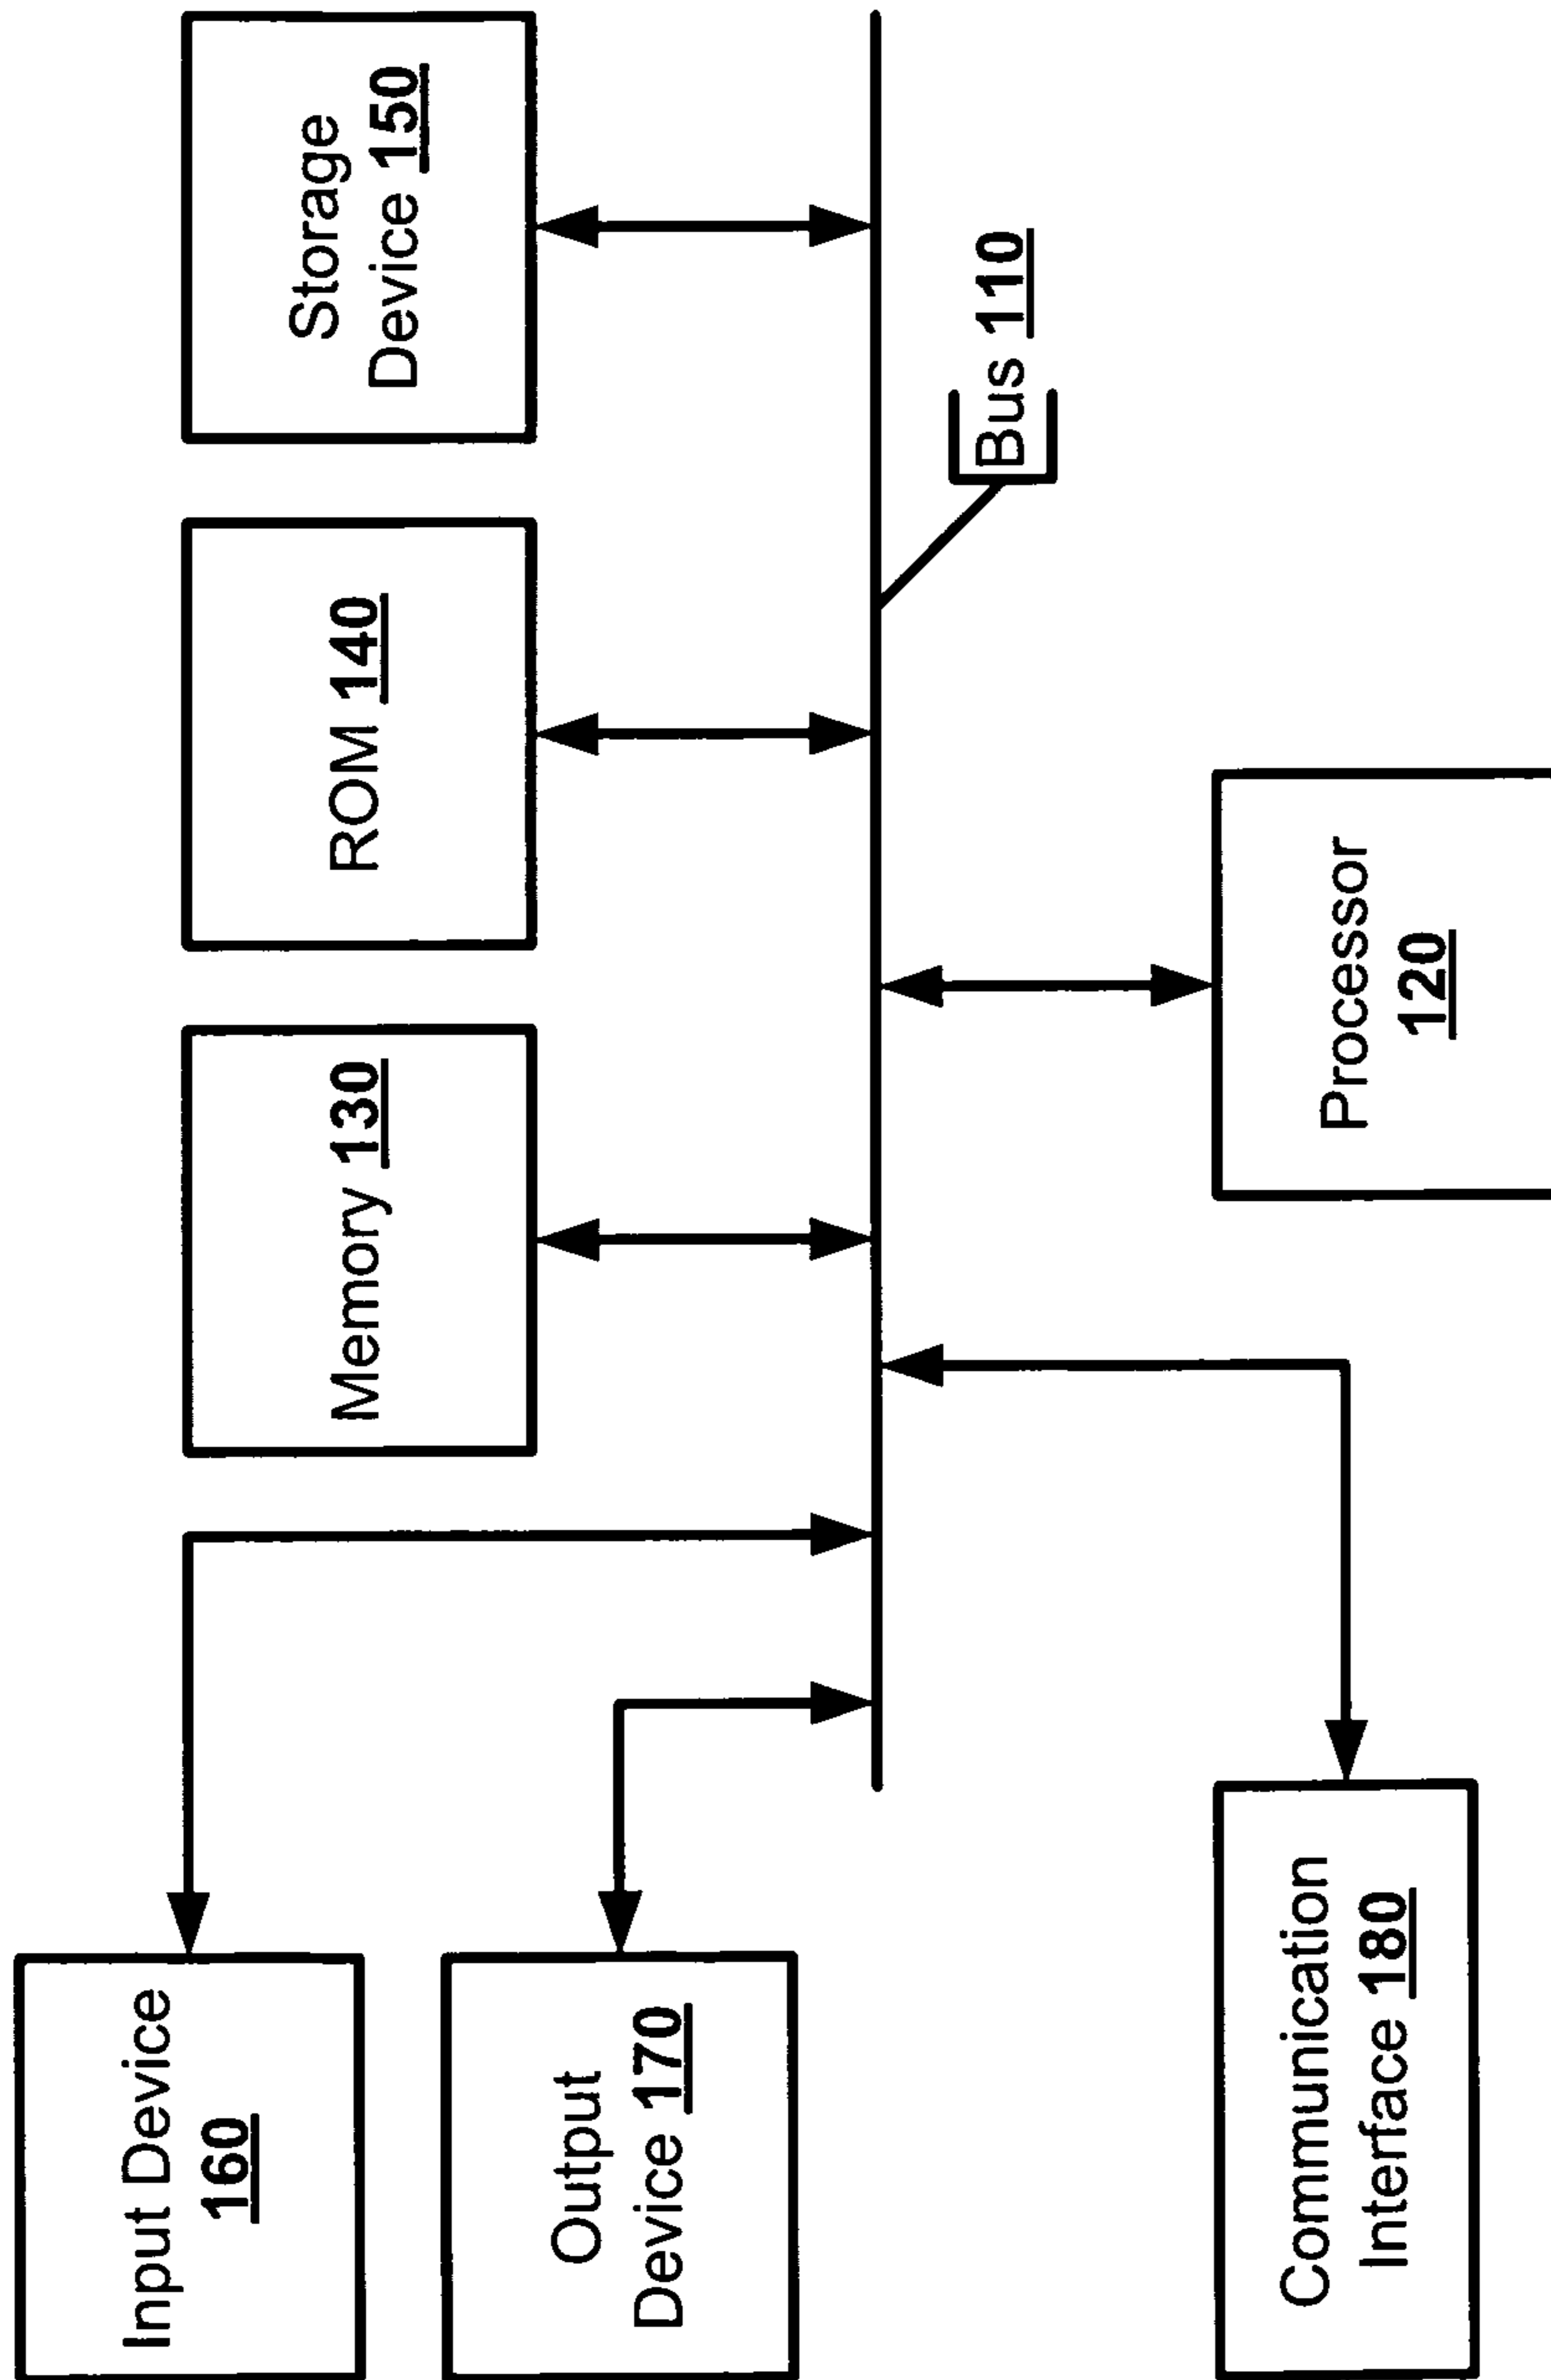 Input Device
160
Output
Device 170
Memory 130
ROM 140
Storage
Device 150
Bus 110
Communication
Interface 180
Processor
120